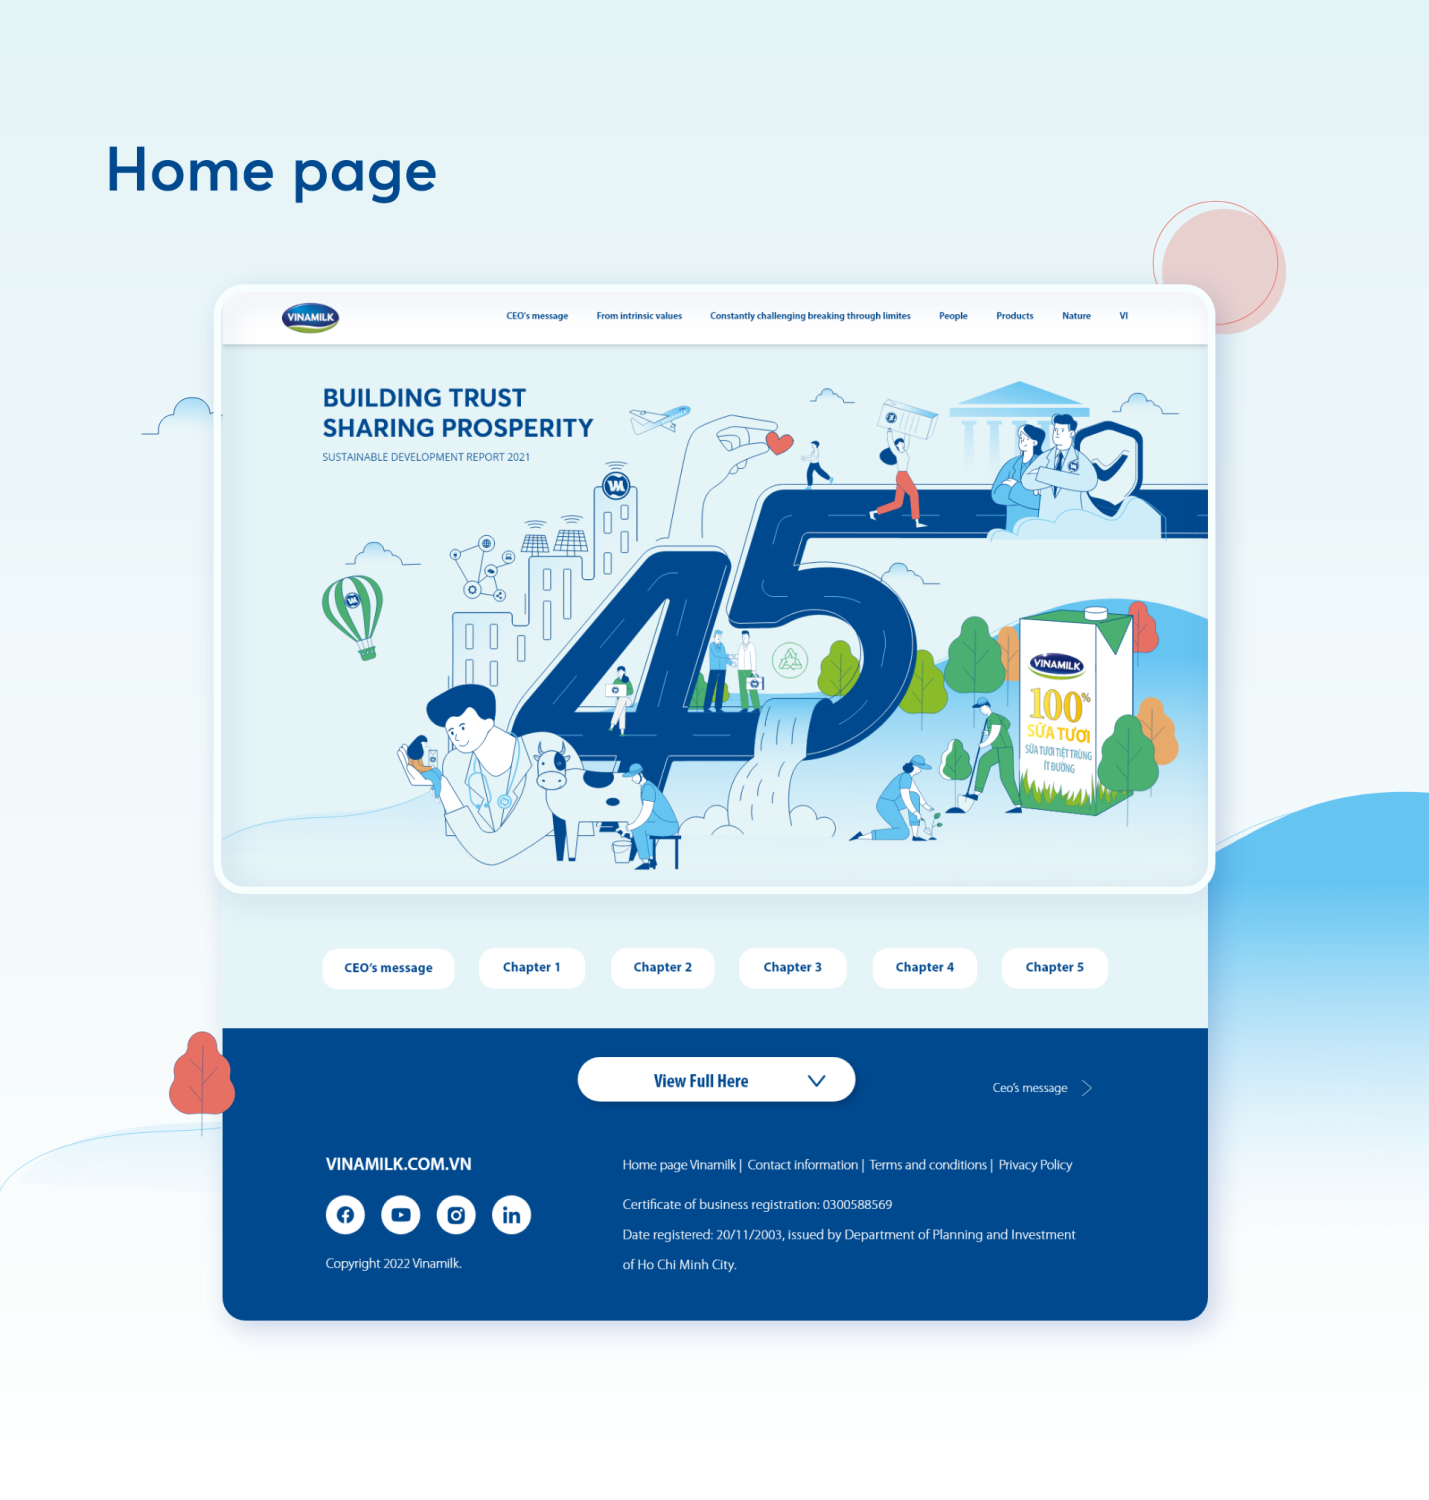 Home page
VINAMILK
CEO's message
From intrinsic values
Constantly challenging breaking through limites
People
Products
Nature
VI
BUILDING TRUST
SHARING PROSPERITY
SUSTAINABLE DEVELOPMENT REPORT 2021
45
VINAMILK
100%
SỮA TƯƠI
SỮA TƯƠI TIỆT TRÙNG
ÍT ĐƯỜNG
CEO's message
Chapter 1
Chapter 2
Chapter 3
Chapter 4
Chapter 5
View Full Here
Ceo's message
VINAMILK.COM.VN
Copyright 2022 Vinamilk.
Home page Vinamilk | Contact information | Terms and conditions | Privacy Policy
Certificate of business registration: 0300588569
Date registered: 20/11/2003, issued by Department of Planning and Investment
of Ho Chi Minh City.